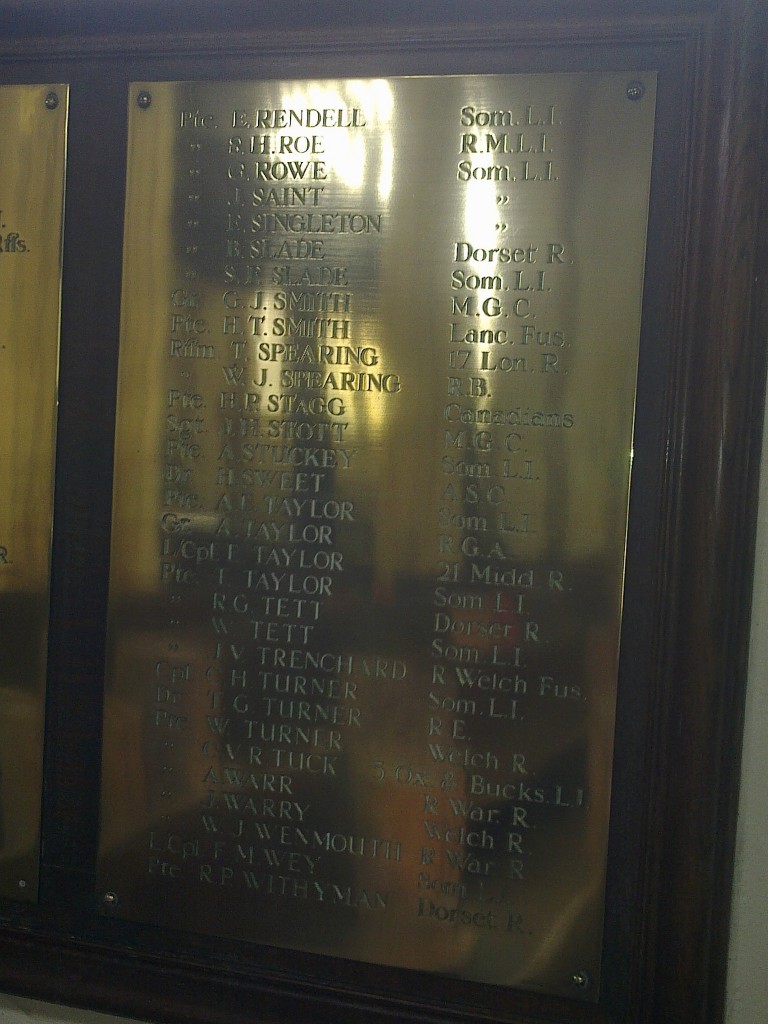 Pte. E. RENDELL Som. L.I.
" H. ROE R.M.L.I.
" G. ROWE Som. L.I.
" J. SAINT "
" F. SINGLETON "
" B. SLADE Dorset R.
" S. P. SLADE Som. L.I.
Gr. G. J. SMITH M.G.C.
Pte. H. T. SMITH Lanc. Fus.
Rflm. T. SPEARING 17 Lon. R.
" W. J. SPEARING R.B.
Pte. H. P. STAGG Canadians
Sgt. J. H. STOTT M.G.C.
Pte. A. STUCKEY Som. L.I.
Dr. H. SWEET A.S.C.
Pte. A. E. TAYLOR Som. L.I.
Gr. A. TAYLOR R.G.A.
L/Cpl. F. TAYLOR 21 Midd R.
Pte. T. TAYLOR Som. L.I.
" R. G. TETT Dorset R.
" W. TETT Som. L.I.
" J. V. TRENCHARD R. Welch Fus.
Cpl. C. H. TURNER Som. L.I.
Dr. T. G. TURNER R.E.
Pte. W. TURNER Welch R.
" G. V. R. TUCK 3 Ox & Bucks. L.I.
" A. WARR R. War. R.
" J. WARRY Welch R.
" W. J. WENMOUTH R. War. R.
L/Cpl. F. M. WEY Som. L.I.
Pte. R. P. WITHYMAN Dorset R.